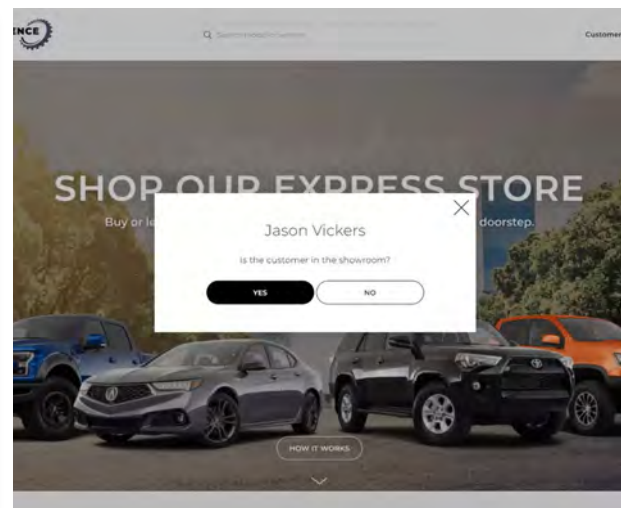 ENCE
Customer
SHOP OUR EXPRESS STORE
Buy or le
doorstep.
Jason Vickers
Is the customer in the showroom?
YES
NO
HOW IT WORKS